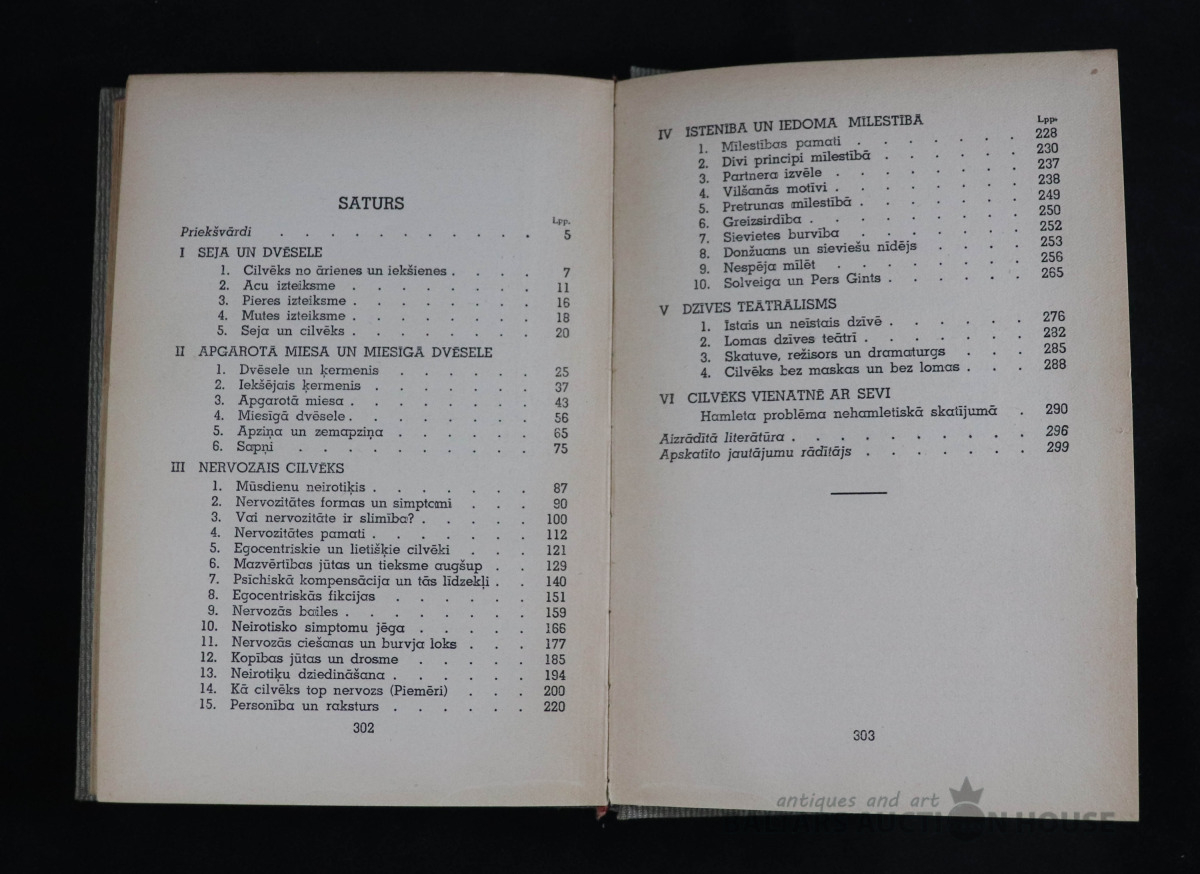 SATURS
Lpp.
Priekšvārdi . . . . . . . . . . . 5
I SEJA UN DVĒSELE
1. Cilvēks no ārienes un iekšienes . . . . 7
2. Acu izteiksme . . . . . . . 11
3. Pieres izteiksme . . . . . . . 16
4. Mutes izteiksme . . . . . . . 18
5. Seja un cilvēks . . . . . . . 20
II APGAROTĀ MIESA UN MIESĪGĀ DVĒSELE
1. Dvēsele un ķermenis . . . . . . 25
2. Iekšējais ķermenis . . . . . . 37
3. Apgarotā miesa . . . . . . . 43
4. Miesīgā dvēsele . . . . . . . 56
5. Apziņa un zemapziņa . . . . . . 65
6. Sapņi . . . . . . . . . 75
III NERVOZAIS CILVĒKS
1. Mūsdienu neirotiķis . . . . . . . 87
2. Nervozitātes formas un simptomi . . . 90
3. Vai nervozitāte ir slimība? . . . . . 100
4. Nervozitātes pamati . . . . . . . 112
5. Egocentriskie un lietišķie cilvēki . . . 121
6. Mazvērtības jūtas un tieksme augšup . . 129
7. Psīchiskā kompensācija un tās līdzekļi . . 140
8. Egocentriskās fikcijas . . . . . . 151
9. Nervozās bailes . . . . . . . . 159
10. Neirotisko simptomu jēga . . . . . 166
11. Nervozās ciešanas un burvja loks . . . 177
12. Kopības jūtas un drosme . . . . . 185
13. Neirotiķu dziedināšana . . . . . . 194
14. Kā cilvēks top nervozs (Piemēri) . . . 200
15. Personība un raksturs . . . . . . 220
302
IV ĪSTENĪBA UN IEDOMA MĪLESTĪBĀ
Lpp.
1. Mīlestības pamati . . . . . . . 228
2. Divi principi mīlestībā . . . . . . 230
3. Partnera izvēle . . . . . . . . 237
4. Vilšanās motīvi . . . . . . . . 238
5. Pretrunas mīlestībā . . . . . . . 249
6. Greizsirdība . . . . . . . . . 250
7. Sievietes burvība . . . . . . . 252
8. Donžuans un sieviešu nīdējs . . . . 253
9. Nespēja mīlēt . . . . . . . . 256
10. Solveiga un Pers Gints . . . . . . 265
V DZĪVES TEĀTRĀLISMS
1. Īstais un neīstais dzīvē . . . . . . 276
2. Lomas dzīves teātrī . . . . . . . 282
3. Skatuve, režisors un dramaturgs . . . 285
4. Cilvēks bez maskas un bez lomas . . . 288
VI CILVĒKS VIENATNĒ AR SEVI
Hamleta problēma nehamletiskā skatījumā . 290
Aizrādītā literātūra . . . . . . . . . . 296
Apskatīto jautājumu rādītājs . . . . . . . 299
303
antiques and art
BALTARS AUCTION HOUSE